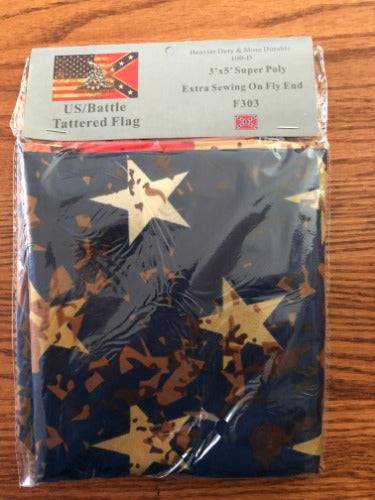 Heavier Duty & More Durable
100-D
3'x5' Super Poly
Extra Sewing On Fly End
F303
US/Battle
Tattered Flag